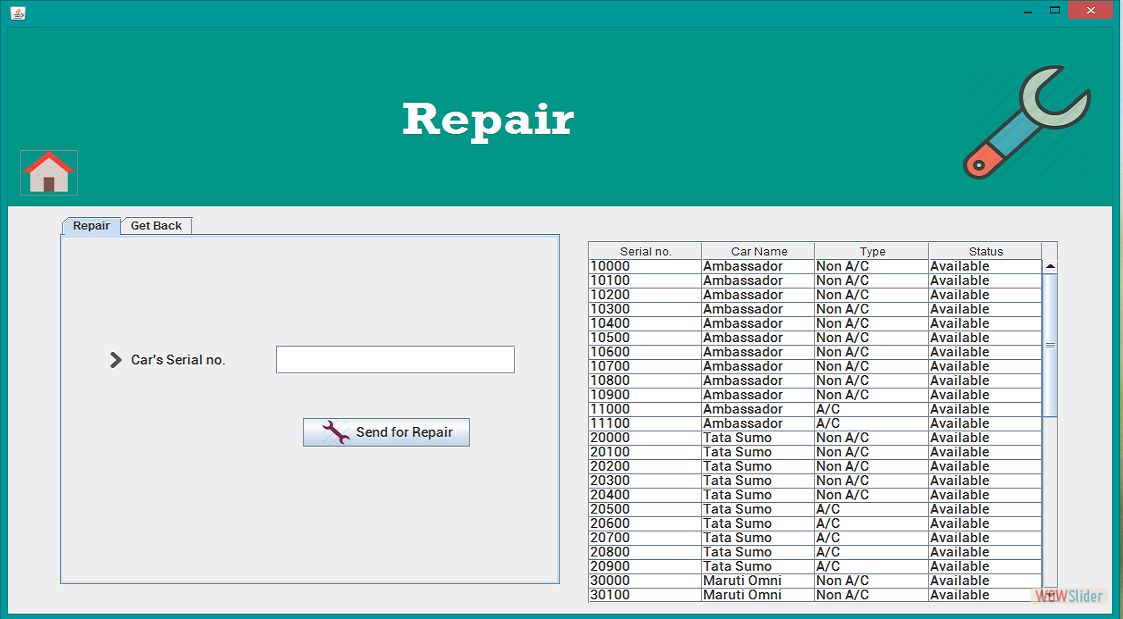 Repair
Repair Get Back
Car's Serial no.
Send for Repair
Serial no. Car Name Type Status
10000 Ambassador Non A/C Available
10100 Ambassador Non A/C Available
10200 Ambassador Non A/C Available
10300 Ambassador Non A/C Available
10400 Ambassador Non A/C Available
10500 Ambassador Non A/C Available
10600 Ambassador Non A/C Available
10700 Ambassador Non A/C Available
10800 Ambassador Non A/C Available
10900 Ambassador Non A/C Available
11000 Ambassador A/C Available
11100 Ambassador A/C Available
20000 Tata Sumo Non A/C Available
20100 Tata Sumo Non A/C Available
20200 Tata Sumo Non A/C Available
20300 Tata Sumo Non A/C Available
20400 Tata Sumo Non A/C Available
20500 Tata Sumo A/C Available
20600 Tata Sumo A/C Available
20700 Tata Sumo A/C Available
20800 Tata Sumo A/C Available
20900 Tata Sumo A/C Available
30000 Maruti Omni Non A/C Available
30100 Maruti Omni Non A/C Available
WOWSlider